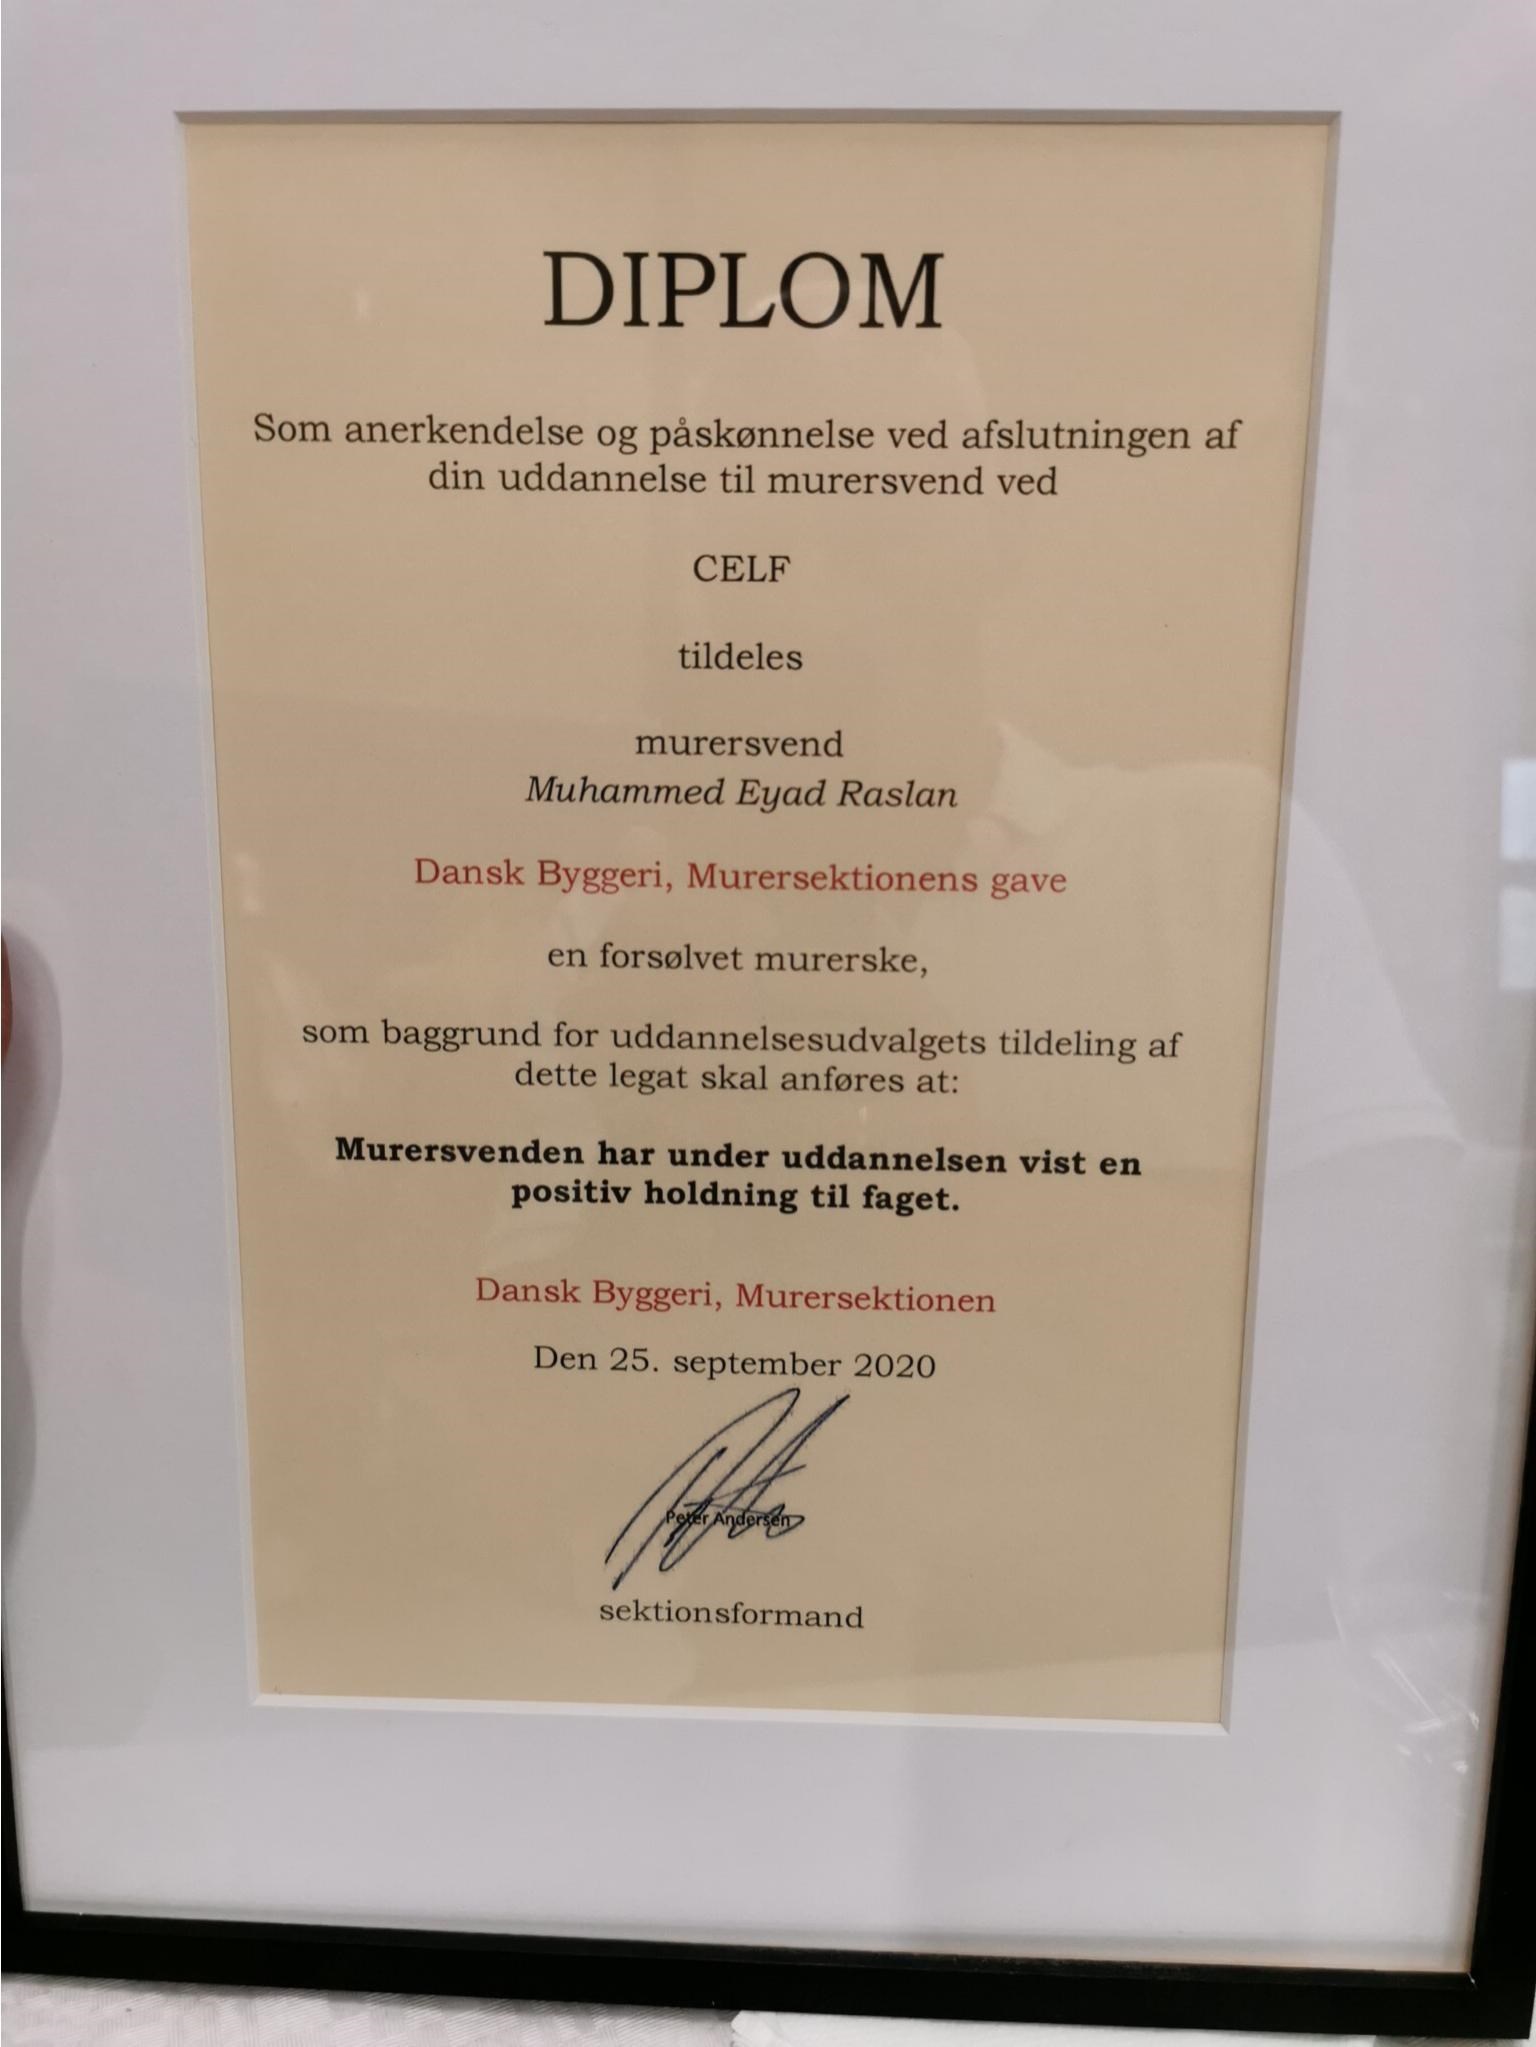 DIPLOM
Som anerkendelse og påskønnelse ved afslutningen af
din uddannelse til murersvend ved
CELF
tildeles
murersvend
Muhammed Eyad Raslan
Dansk Byggeri, Murersektionens gave
en forsølvet murerske,
som baggrund for uddannelsesudvalgets tildeling af
dette legat skal anføres at:
Murersvenden har under uddannelsen vist en
positiv holdning til faget.
Dansk Byggeri, Murersektionen
Den 25. september 2020
Peter Andersen
sektionsformand